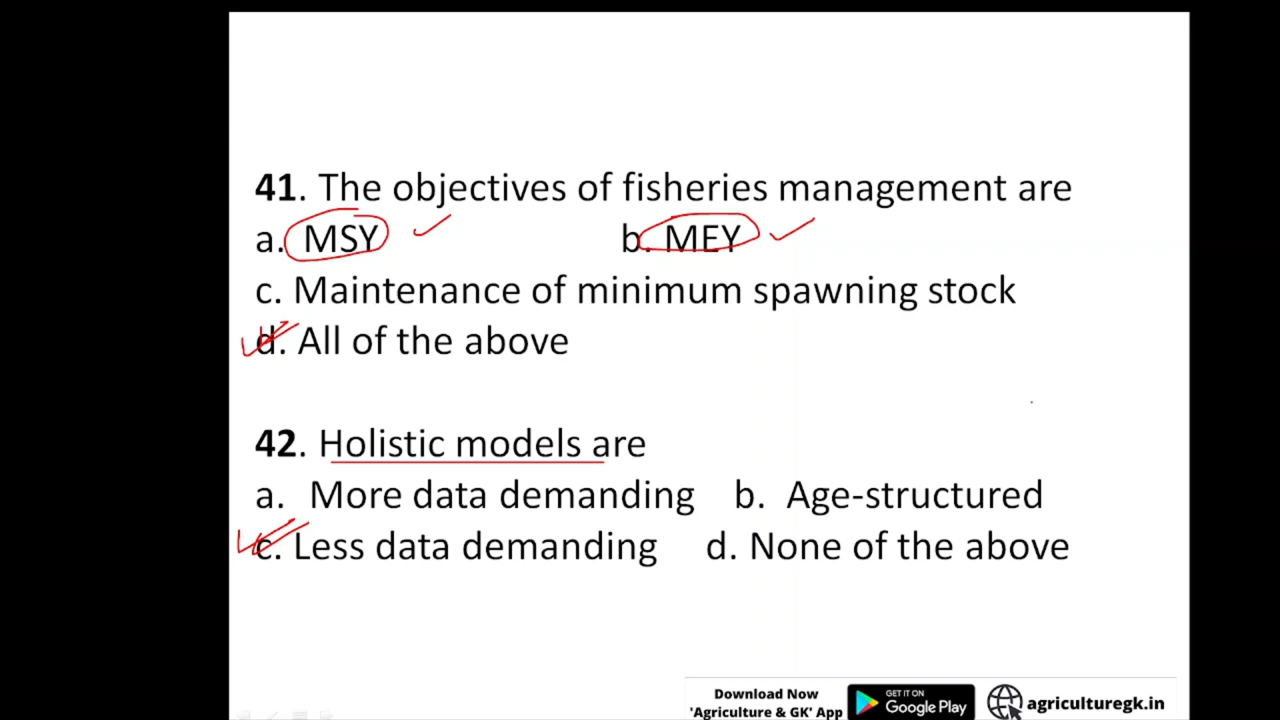 41. The objectives of fisheries management are
a. MSY b. MEY
c. Maintenance of minimum spawning stock
d. All of the above
42. Holistic models are
a. More data demanding b. Age-structured
c. Less data demanding d. None of the above
Download Now
'Agriculture & GK' App
GET IT ON
Google Play
agriculturegk.in